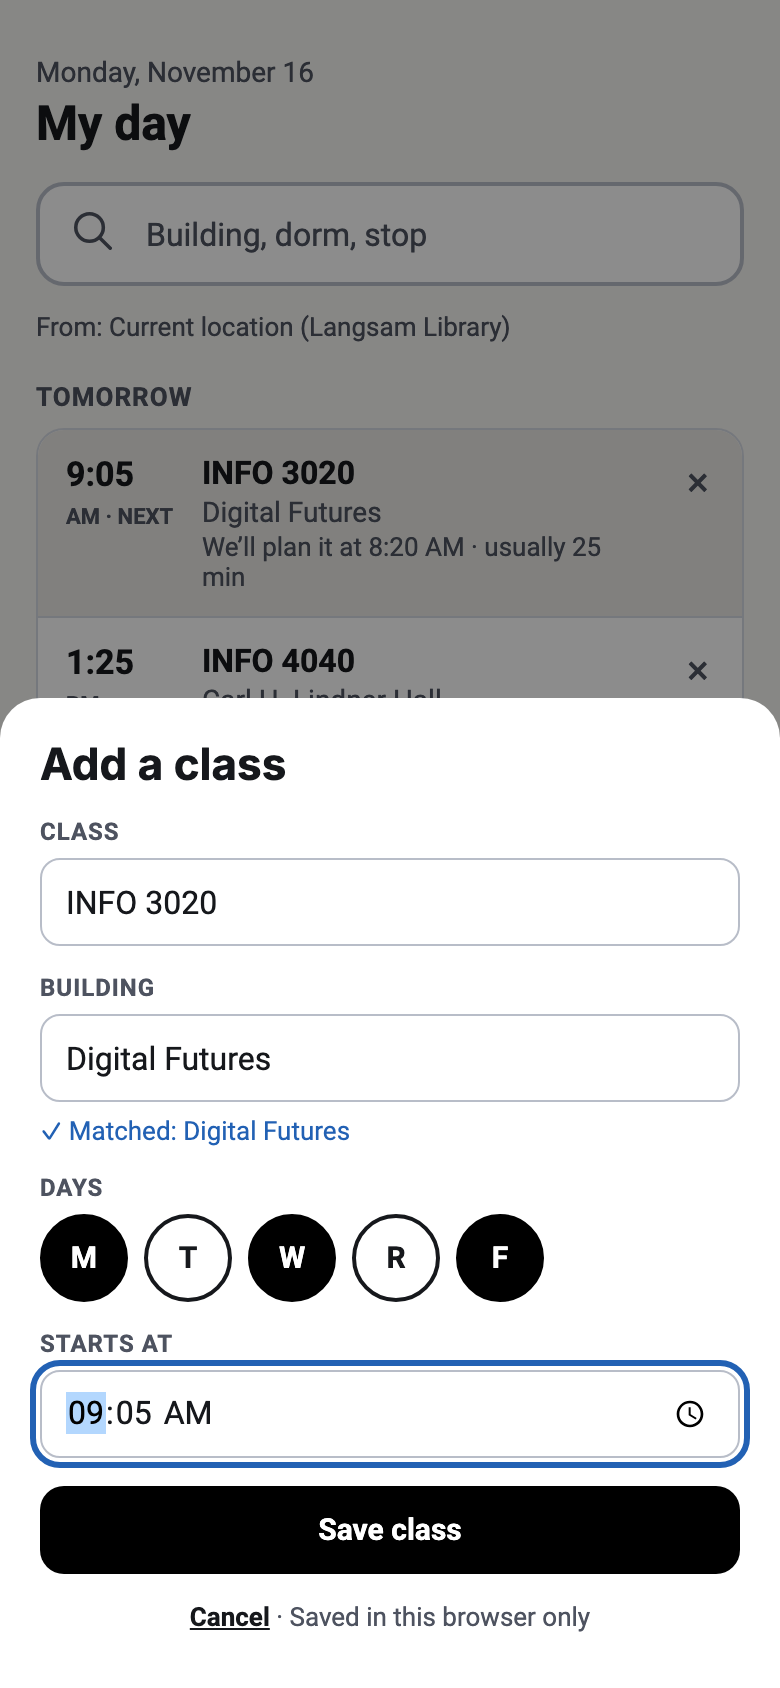 Monday, November 16
My day
Building, dorm, stop
From: Current location (Langsam Library)
TOMORROW
9:05
AM · NEXT
INFO 3020
Digital Futures
We’ll plan it at 8:20 AM · usually 25
min
×
1:25
INFO 4040
×
Carl H. Lindner Hall
Add a class
CLASS
INFO 3020
BUILDING
Digital Futures
✓ Matched: Digital Futures
DAYS
M T W R F
STARTS AT
09:05 AM
Save class
Cancel · Saved in this browser only